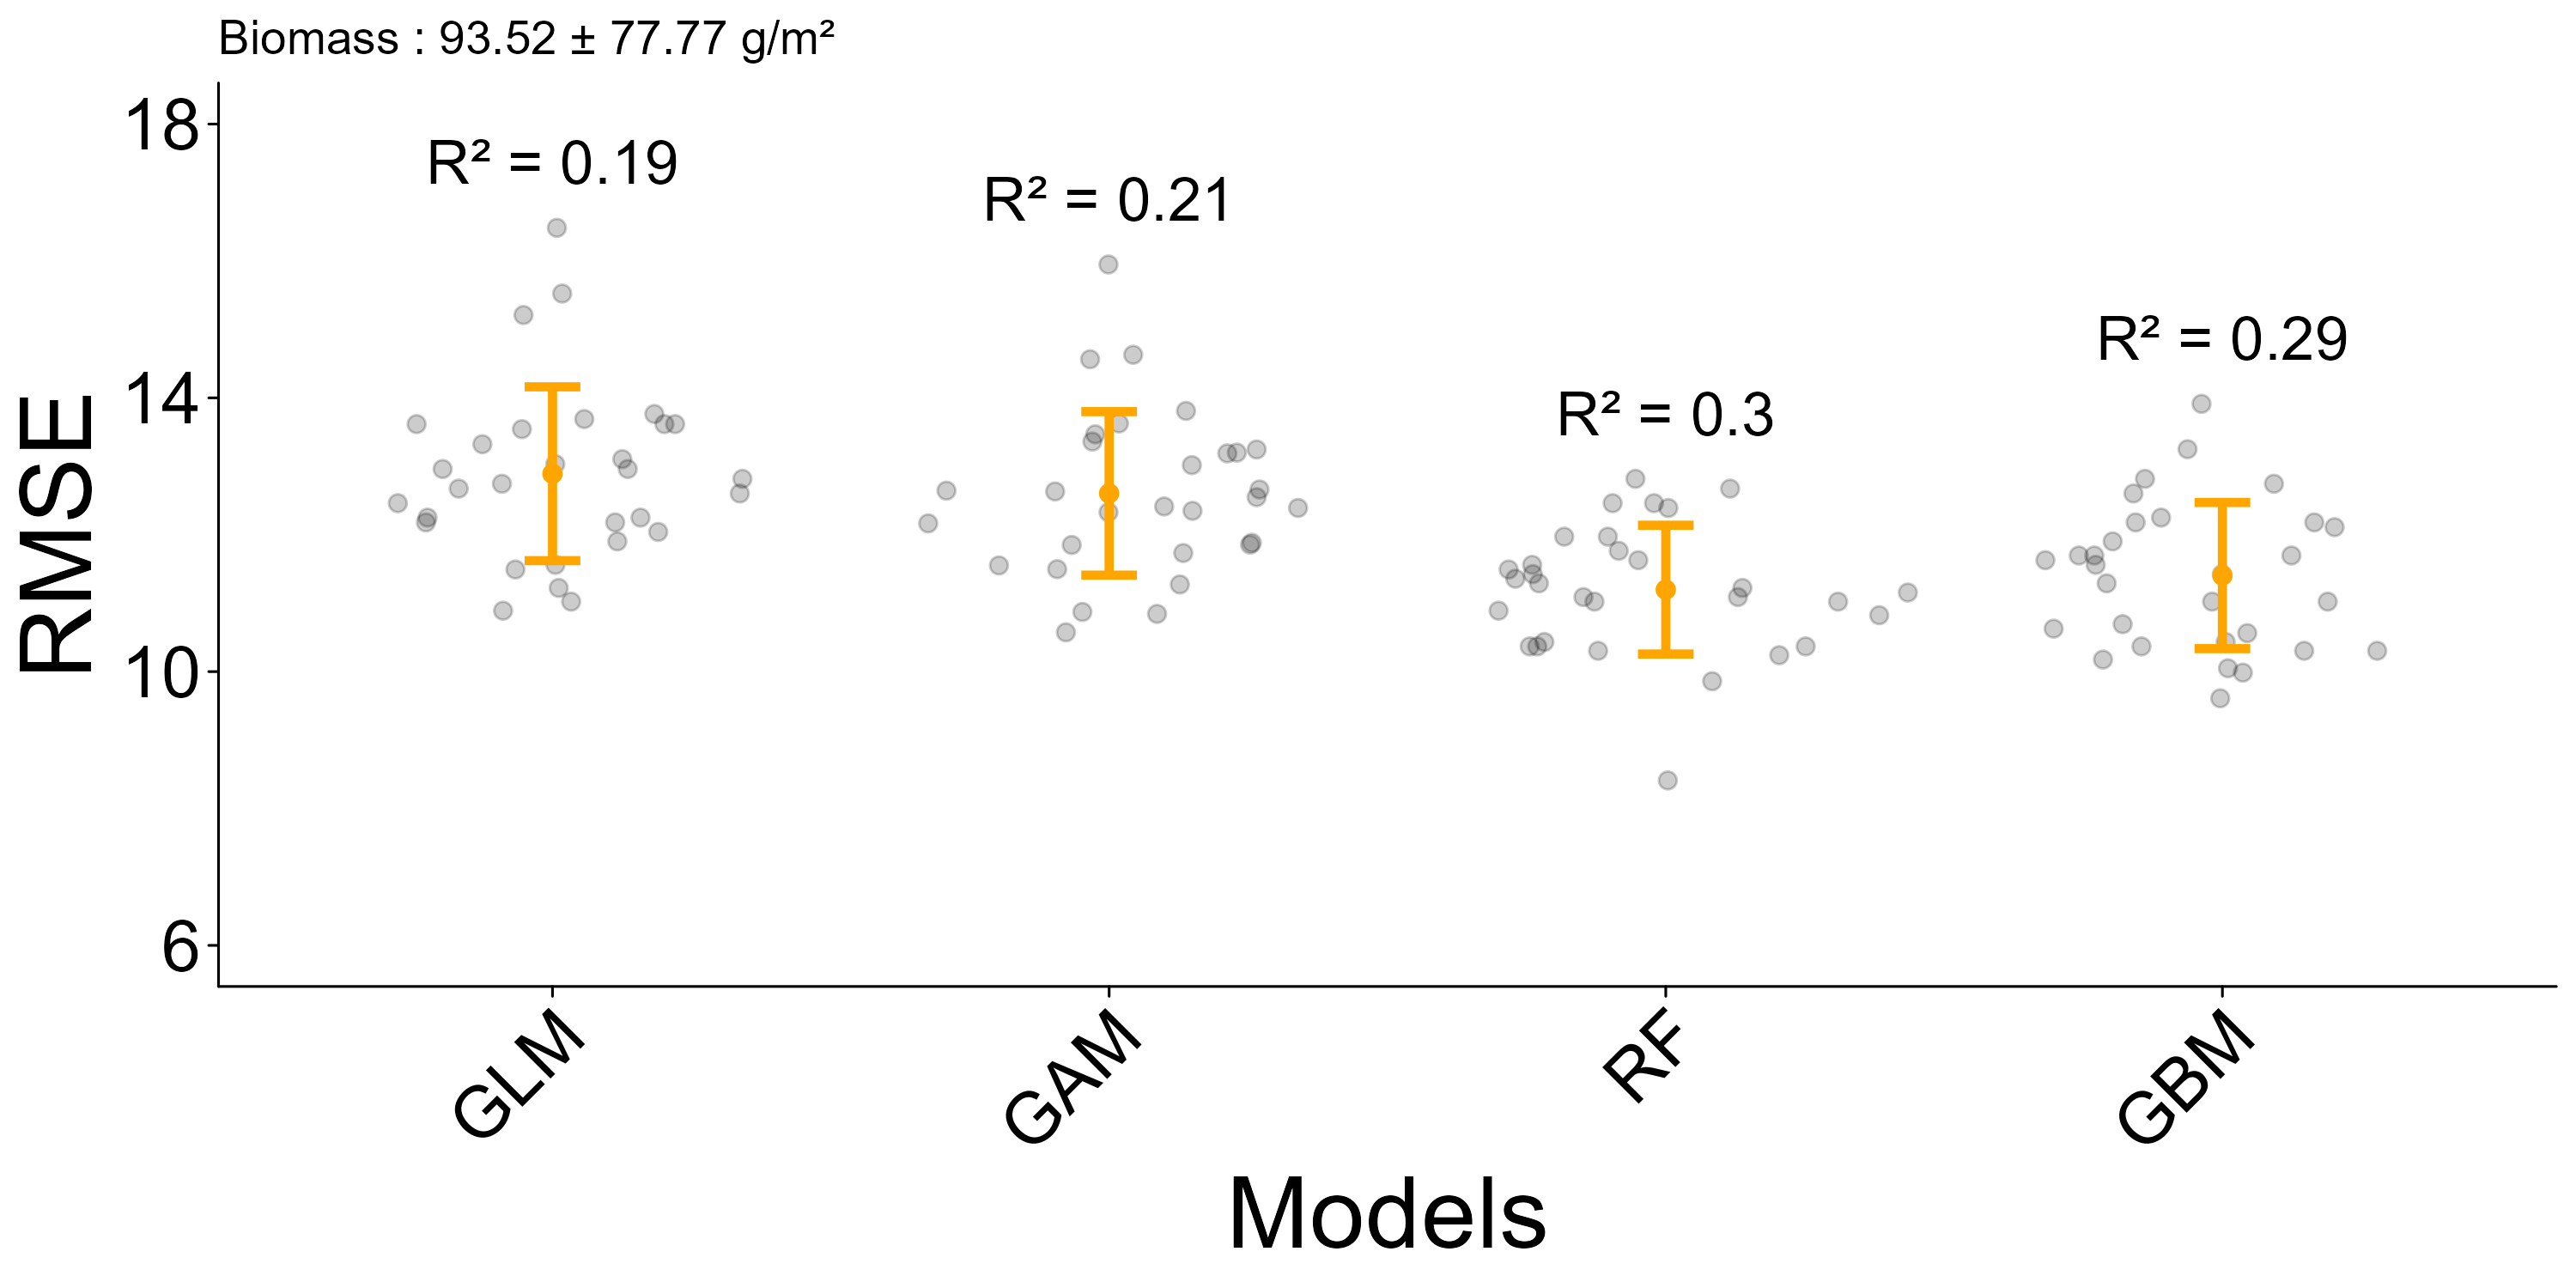 Biomass : 93.52 ± 77.77 g/m²
18
14
10
6
RMSE
R² = 0.19
R² = 0.21
R² = 0.3
R² = 0.29
GLM
GAM
RF
GBM
Models